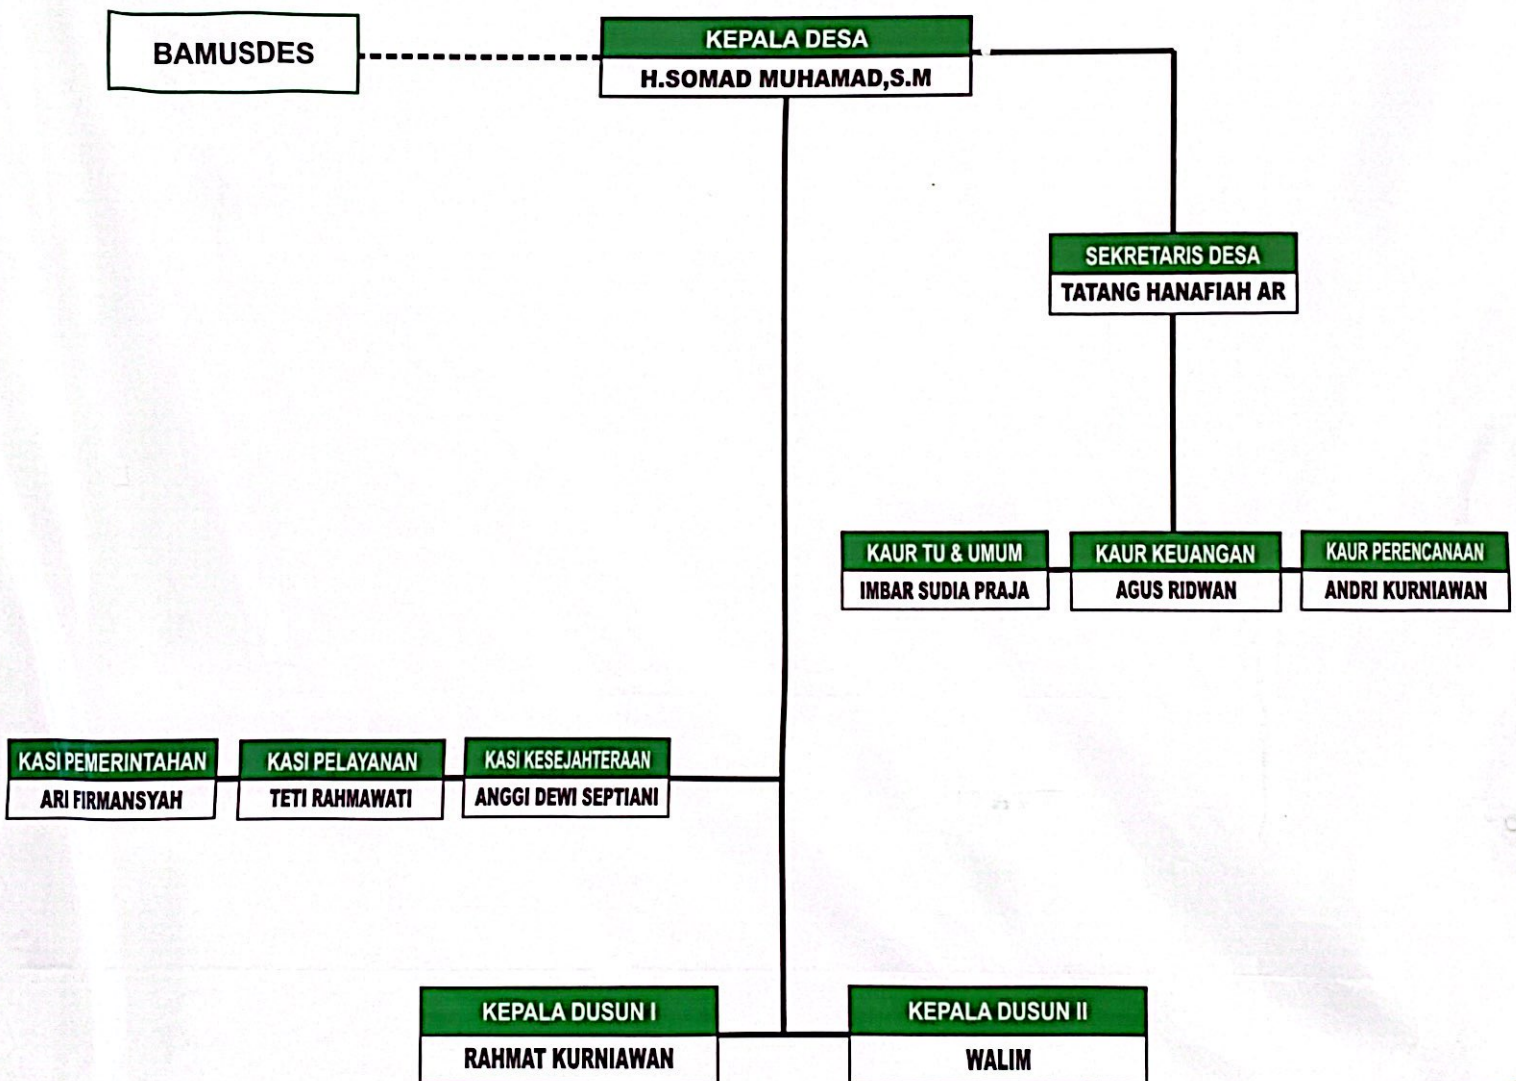 BAMUSDES
KEPALA DESA
H.SOMAD MUHAMAD,S.M
SEKRETARIS DESA
TATANG HANAFIAH AR
KAUR TU & UMUM
IMBAR SUDIA PRAJA
KAUR KEUANGAN
AGUS RIDWAN
KAUR PERENCANAAN
ANDRI KURNIAWAN
KASI PEMERINTAHAN
ARI FIRMANSYAH
KASI PELAYANAN
TETI RAHMAWATI
KASI KESEJAHTERAAN
ANGGI DEWI SEPTIANI
KEPALA DUSUN I
RAHMAT KURNIAWAN
KEPALA DUSUN II
WALIM